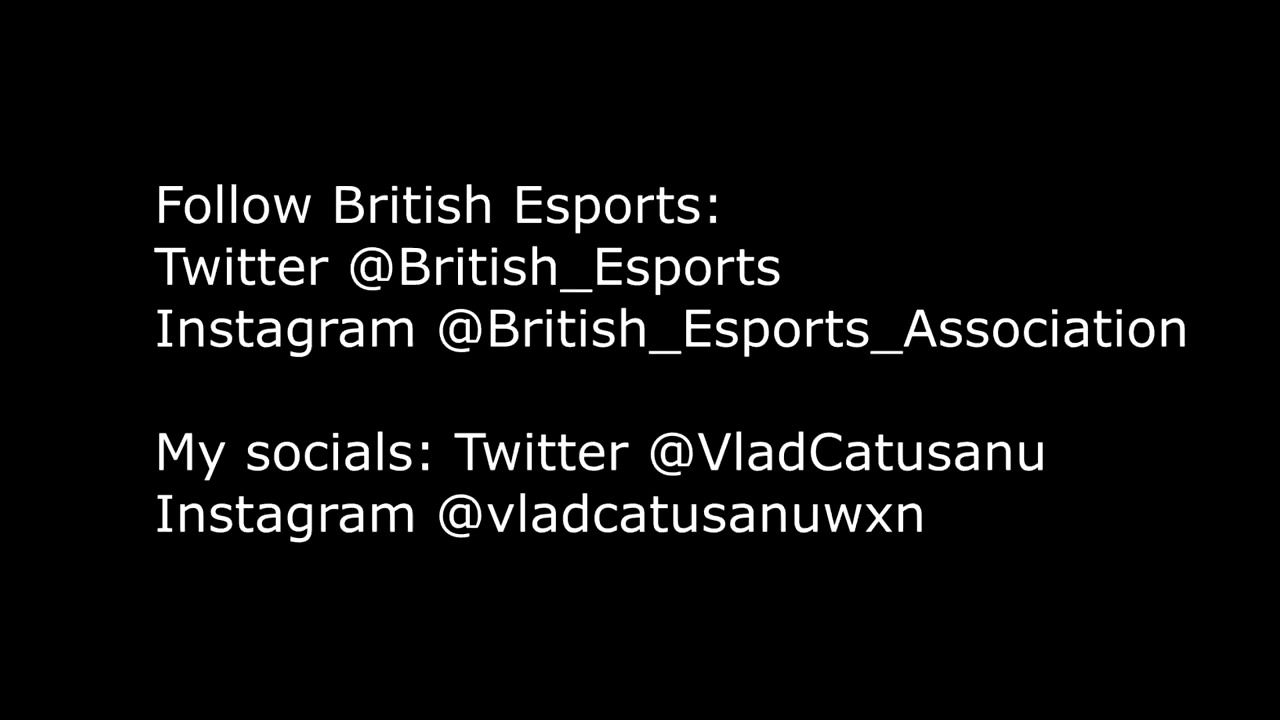 Follow British Esports:
Twitter @British_Esports
Instagram @British_Esports_Association
My socials: Twitter @VladCatusanu
Instagram @vladcatusanuwxn